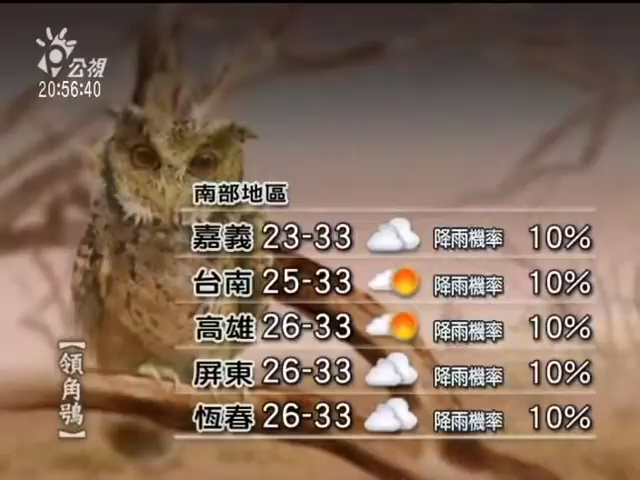 公視
20:56:40
南部地區
嘉義 23-33 降雨機率 10%
台南 25-33 降雨機率 10%
高雄 26-33 降雨機率 10%
屏東 26-33 降雨機率 10%
恆春 26-33 降雨機率 10%
【領角鴞】